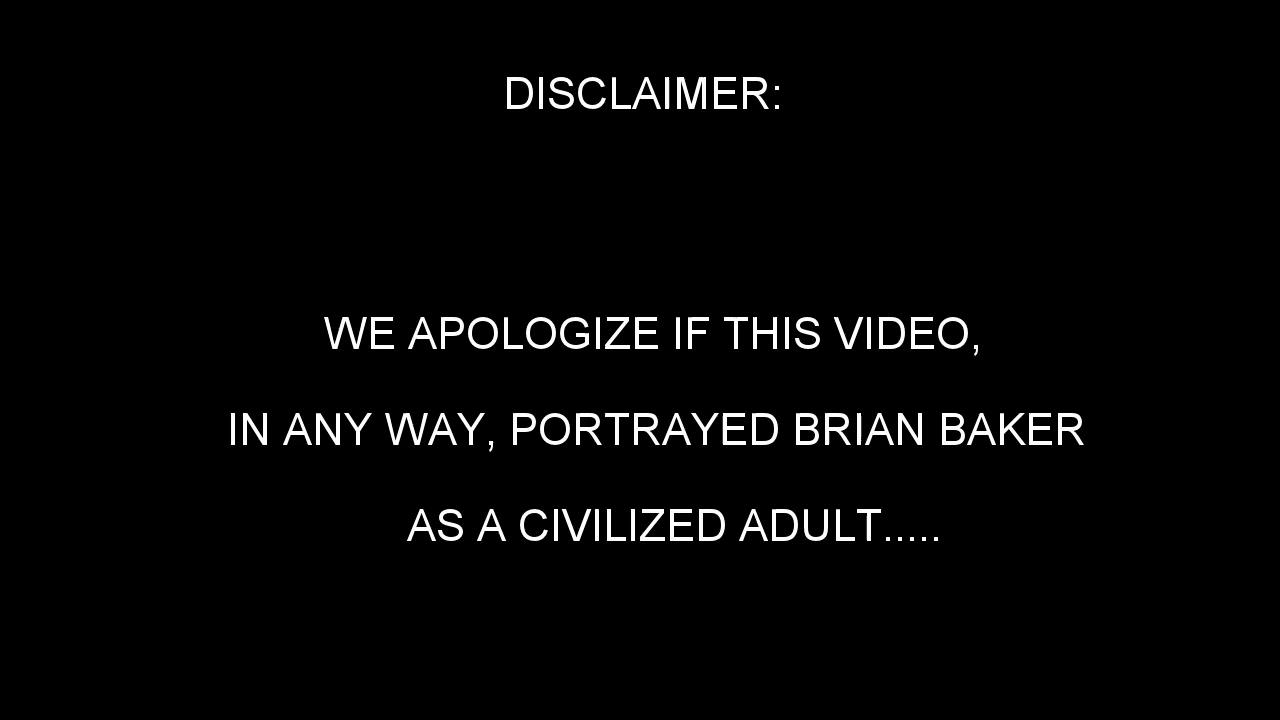 DISCLAIMER:
WE APOLOGIZE IF THIS VIDEO,
IN ANY WAY, PORTRAYED BRIAN BAKER
AS A CIVILIZED ADULT.....